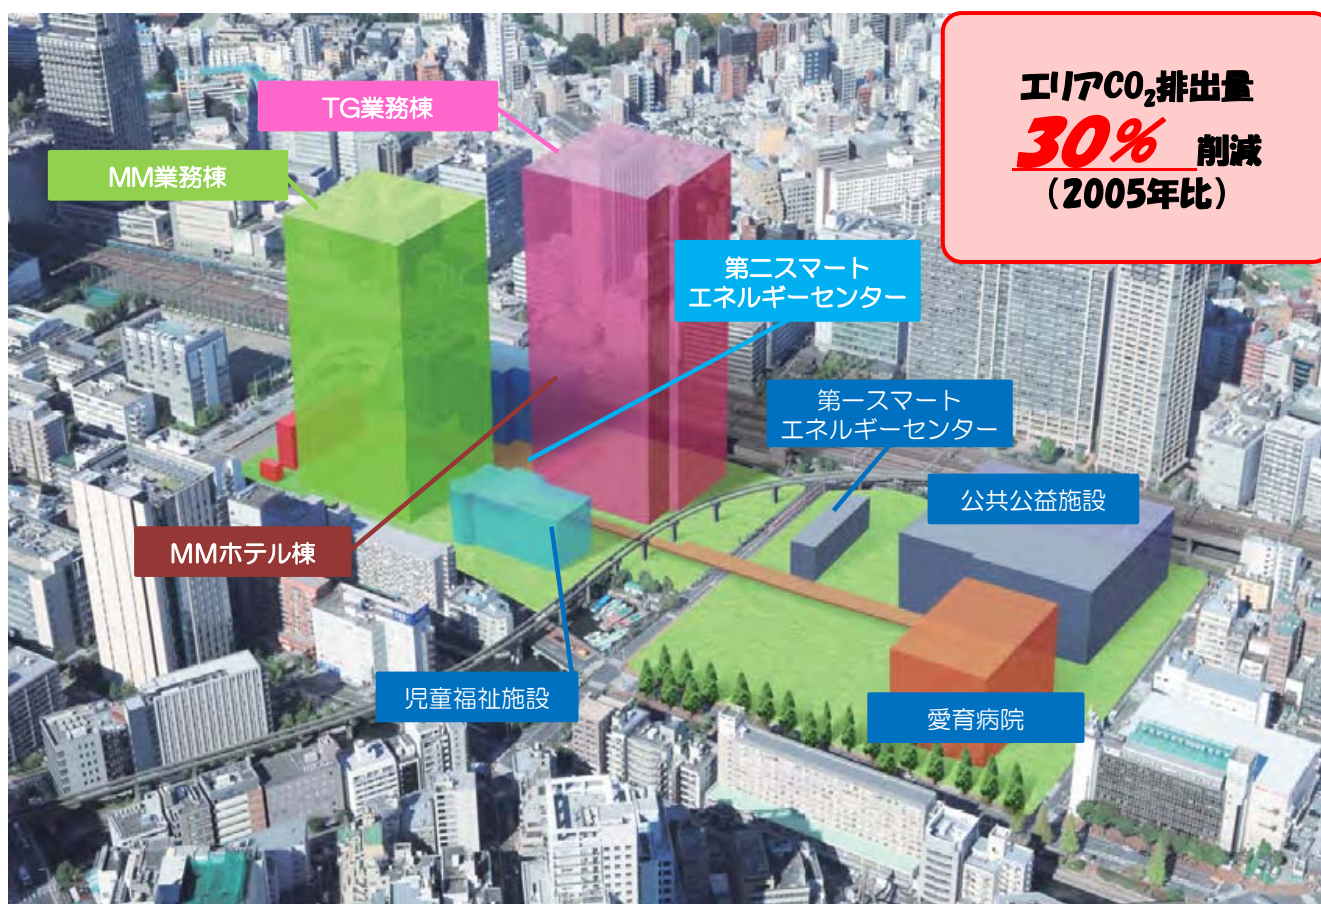 エリアCO₂排出量
30% 削減
(2005年比)
TG業務棟
MM業務棟
第二スマート
エネルギーセンター
第一スマート
エネルギーセンター
公共公益施設
MMホテル棟
児童福祉施設
愛育病院